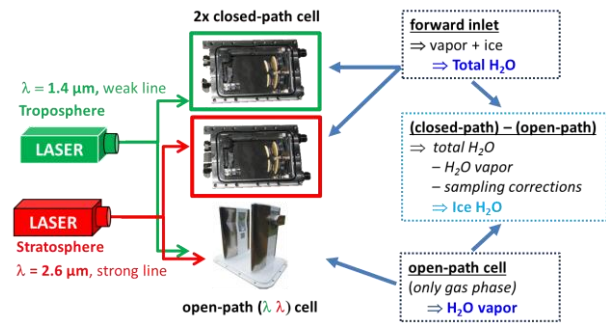 2x closed-path cell
λ = 1.4 µm, weak line
Troposphere
LASER
LASER
Stratosphere
λ = 2.6 µm, strong line
open-path (λ λ) cell
forward inlet
⇒ vapor + ice
⇒ Total H₂O
(closed-path) – (open-path)
⇒ total H₂O
– H₂O vapor
– sampling corrections
⇒ Ice H₂O
open-path cell
(only gas phase)
⇒ H₂O vapor